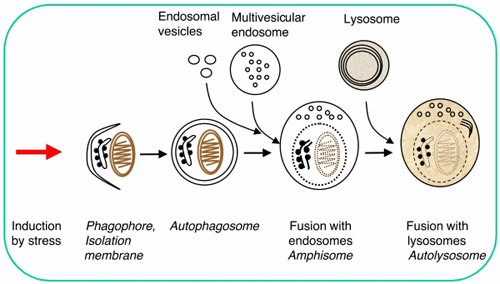 Endosomal
vesicles
Multivesicular
endosome
Lysosome
Induction
by stress
Phagophore,
Isolation
membrane
Autophagosome
Fusion with
endosomes
Amphisome
Fusion with
lysosomes
Autolysosome